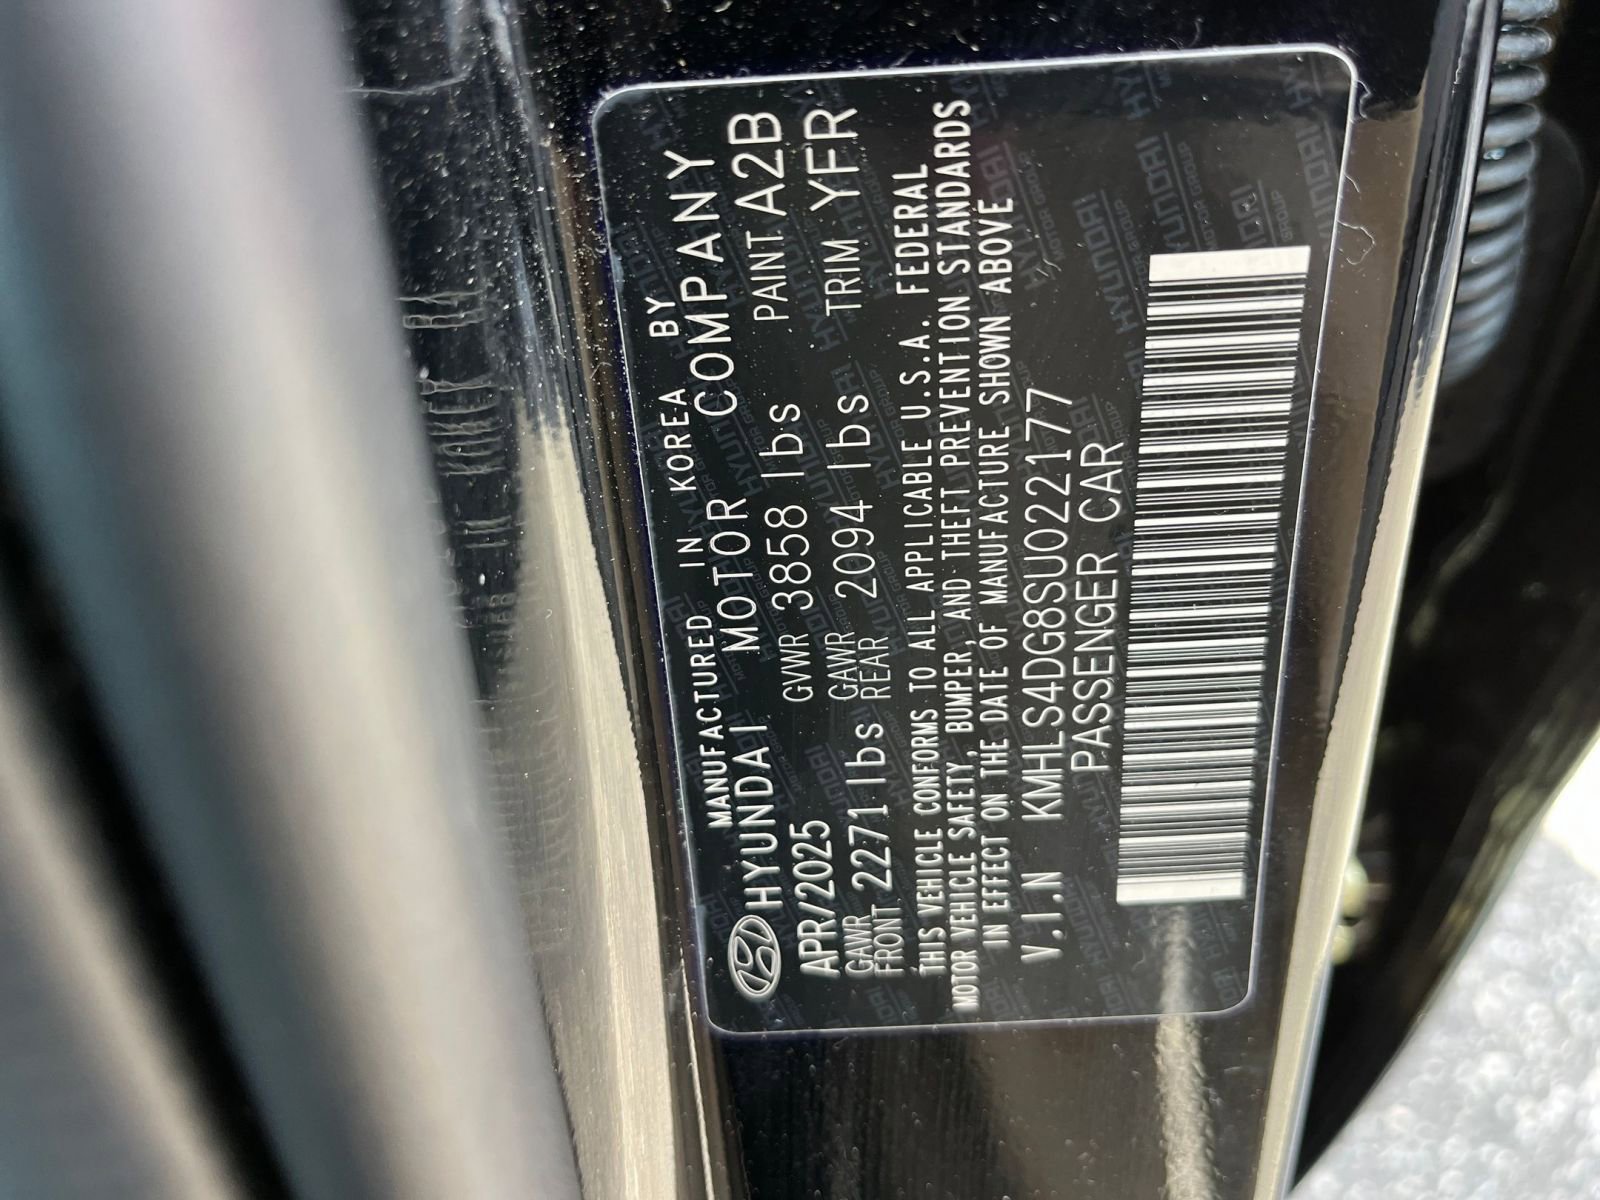 MANUFACTURED IN KOREA BY
HYUNDAI MOTOR COMPANY
APR/2025 GVWR 3858 lbs PAINT A2B
GAWR FRONT 2271 lbs GAWR REAR 2094 lbs TRIM YFR
THIS VEHICLE CONFORMS TO ALL APPLICABLE U.S.A. FEDERAL
MOTOR VEHICLE SAFETY, BUMPER, AND THEFT PREVENTION STANDARDS
IN EFFECT ON THE DATE OF MANUFACTURE SHOWN ABOVE
V.I.N KMHLS4DG8SU022177
PASSENGER CAR